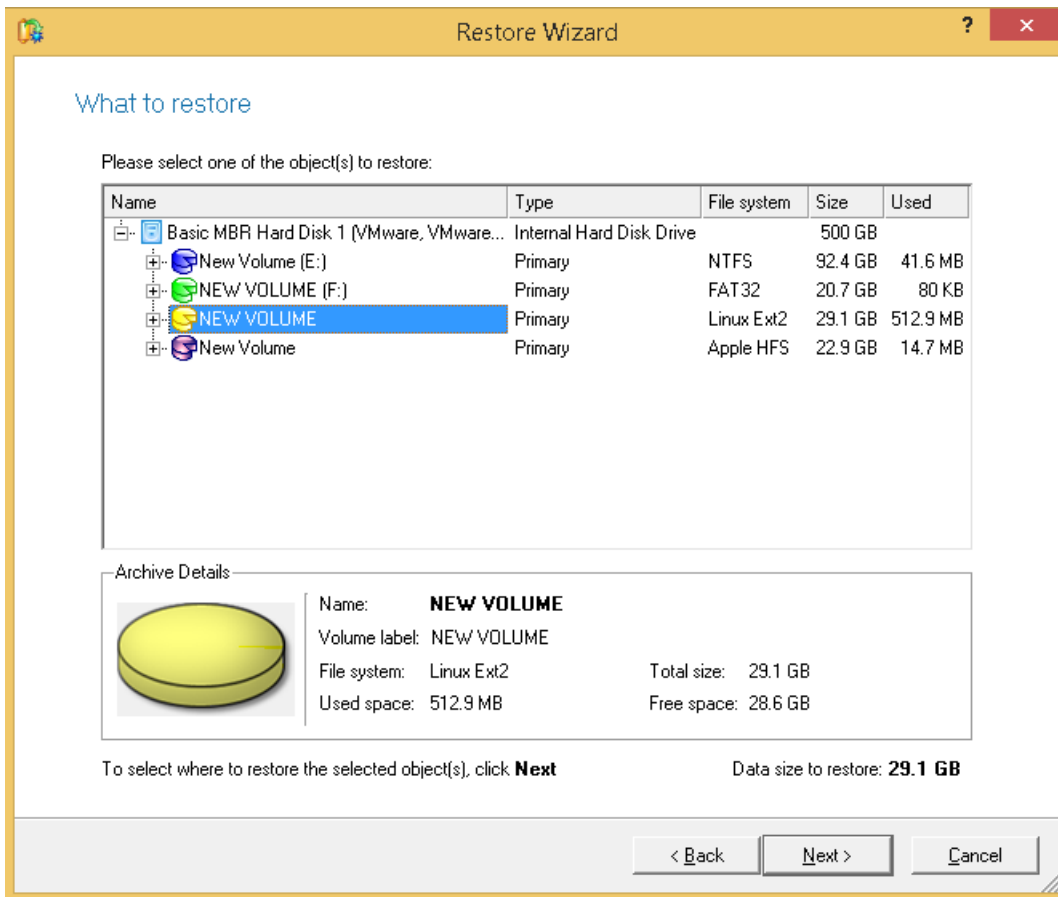 Restore Wizard
?
×
What to restore
Please select one of the object(s) to restore:
Name Type File system Size Used
Basic MBR Hard Disk 1 (VMware, VMware... Internal Hard Disk Drive 500 GB
New Volume (E:) Primary NTFS 92.4 GB 41.6 MB
NEW VOLUME (F:) Primary FAT32 20.7 GB 80 KB
NEW VOLUME Primary Linux Ext2 29.1 GB 512.9 MB
New Volume Primary Apple HFS 22.9 GB 14.7 MB
Archive Details
Name: NEW VOLUME
Volume label: NEW VOLUME
File system: Linux Ext2 Total size: 29.1 GB
Used space: 512.9 MB Free space: 28.6 GB
To select where to restore the selected object(s), click Next Data size to restore: 29.1 GB
< Back Next > Cancel